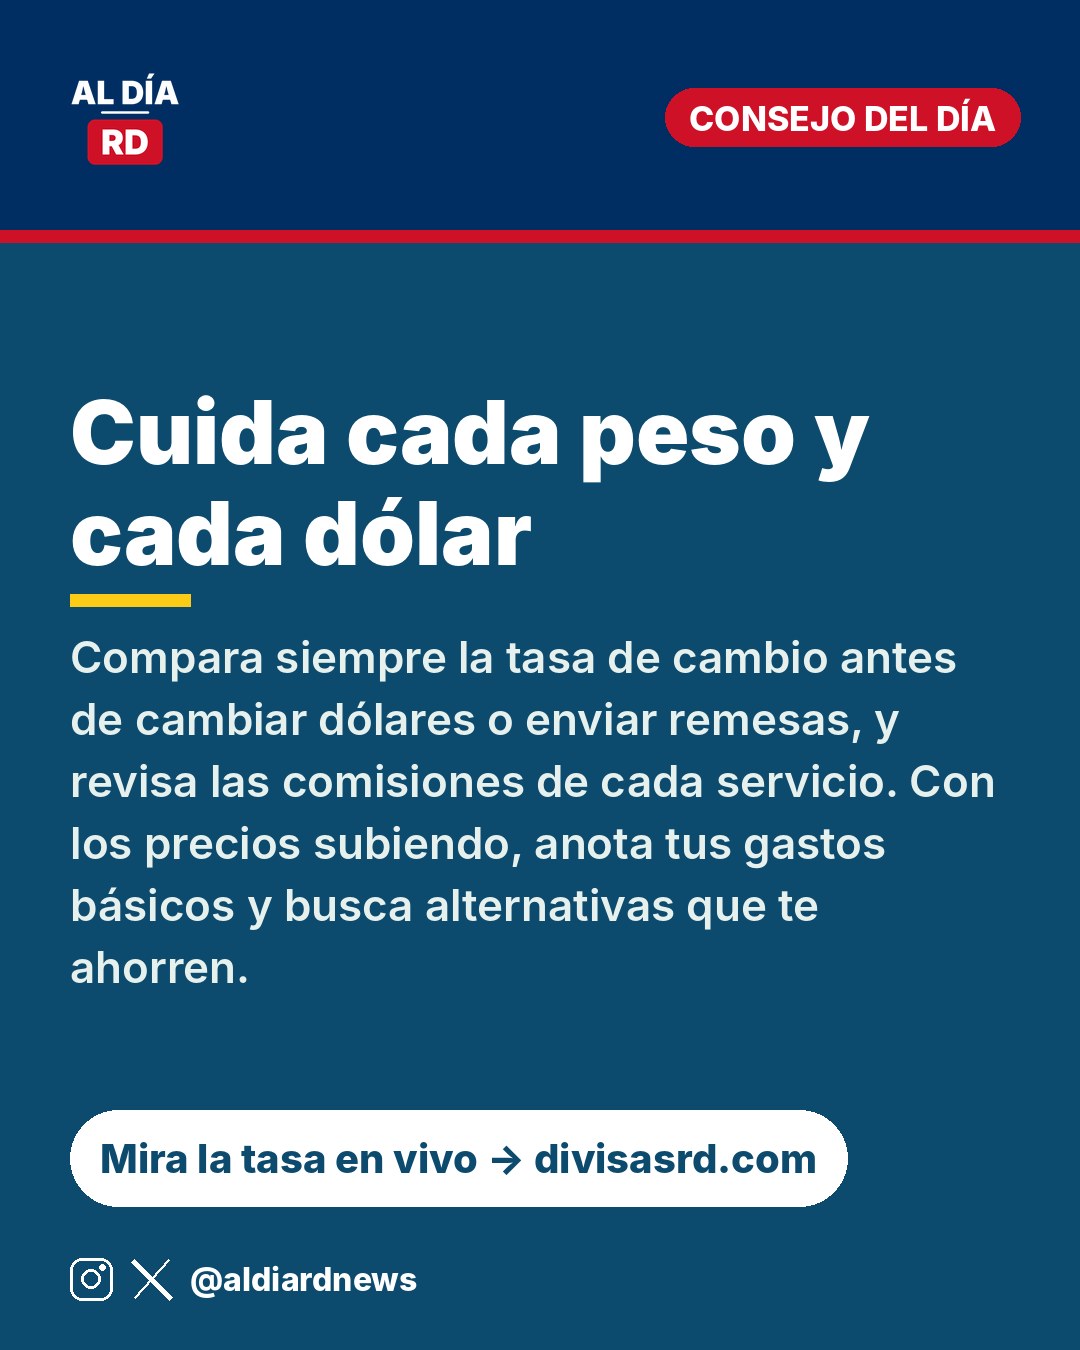 AL DÍA
RD
CONSEJO DEL DÍA
Cuida cada peso y
cada dólar
Compara siempre la tasa de cambio antes
de cambiar dólares o enviar remesas, y
revisa las comisiones de cada servicio. Con
los precios subiendo, anota tus gastos
básicos y busca alternativas que te
ahorren.
Mira la tasa en vivo → divisasrd.com
@aldiardnews